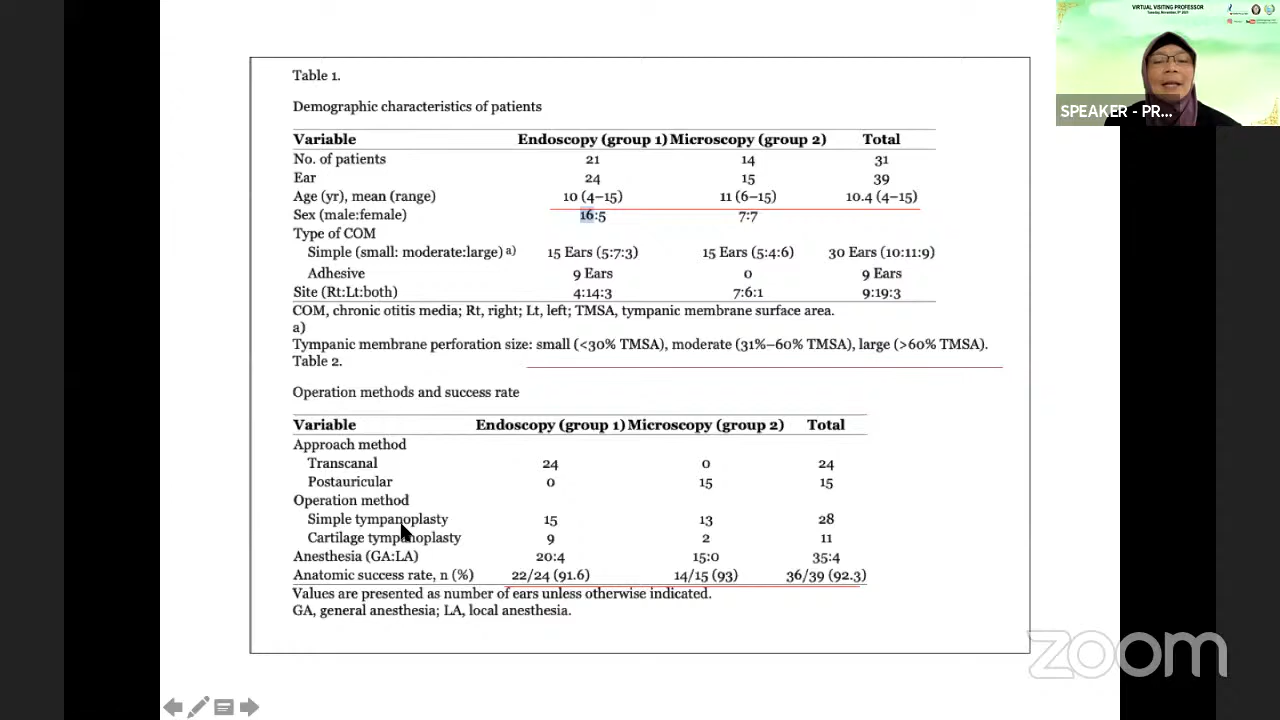 VIRTUAL VISITING PROFESSOR
SPEAKER - PR...
Table 1.
Demographic characteristics of patients
Variable Endoscopy (group 1) Microscopy (group 2) Total
No. of patients 21 14 31
Ear 24 15 39
Age (yr), mean (range) 10 (4–15) 11 (6–15) 10.4 (4–15)
Sex (male:female) 16:5 7:7
Type of COM
Simple (small: moderate:large) a) 15 Ears (5:7:3) 15 Ears (5:4:6) 30 Ears (10:11:9)
Adhesive 9 Ears 0 9 Ears
Site (Rt:Lt:both) 4:14:3 7:6:1 9:19:3
COM, chronic otitis media; Rt, right; Lt, left; TMSA, tympanic membrane surface area.
a)
Tympanic membrane perforation size: small (<30% TMSA), moderate (31%–60% TMSA), large (>60% TMSA).
Table 2.
Operation methods and success rate
Variable Endoscopy (group 1) Microscopy (group 2) Total
Approach method
Transcanal 24 0 24
Postauricular 0 15 15
Operation method
Simple tympanoplasty 15 13 28
Cartilage tympanoplasty 9 2 11
Anesthesia (GA:LA) 20:4 15:0 35:4
Anatomic success rate, n (%) 22/24 (91.6) 14/15 (93) 36/39 (92.3)
Values are presented as number of ears unless otherwise indicated.
GA, general anesthesia; LA, local anesthesia.
zoom